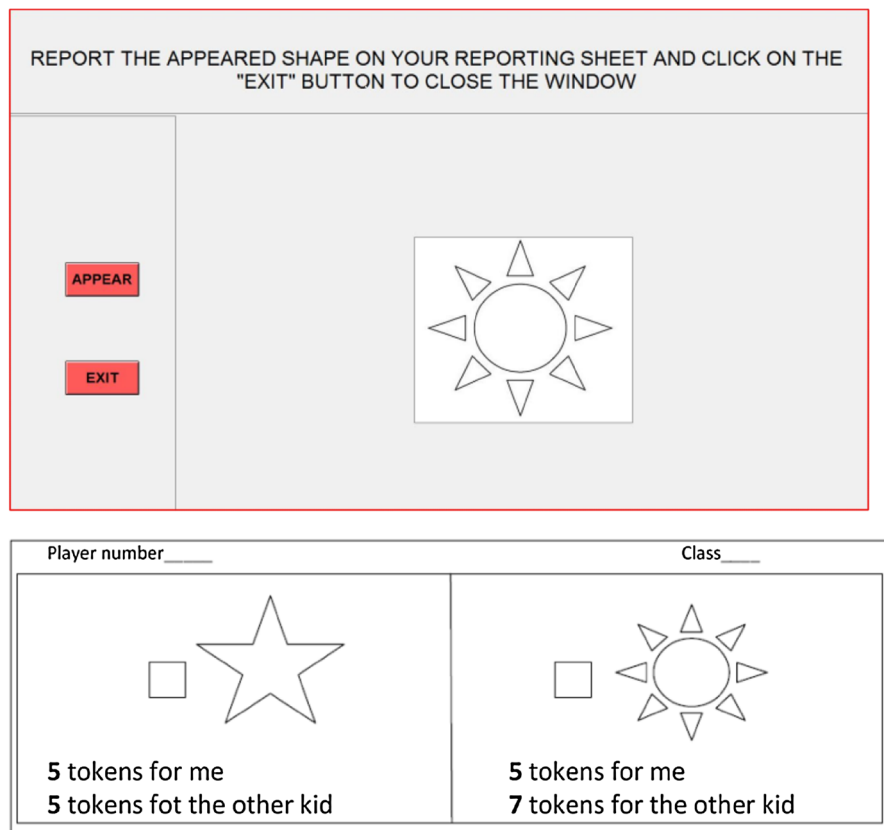 REPORT THE APPEARED SHAPE ON YOUR REPORTING SHEET AND CLICK ON THE
"EXIT" BUTTON TO CLOSE THE WINDOW
APPEAR
EXIT
Player number_____ Class____
5 tokens for me
5 tokens fot the other kid
5 tokens for me
7 tokens for the other kid